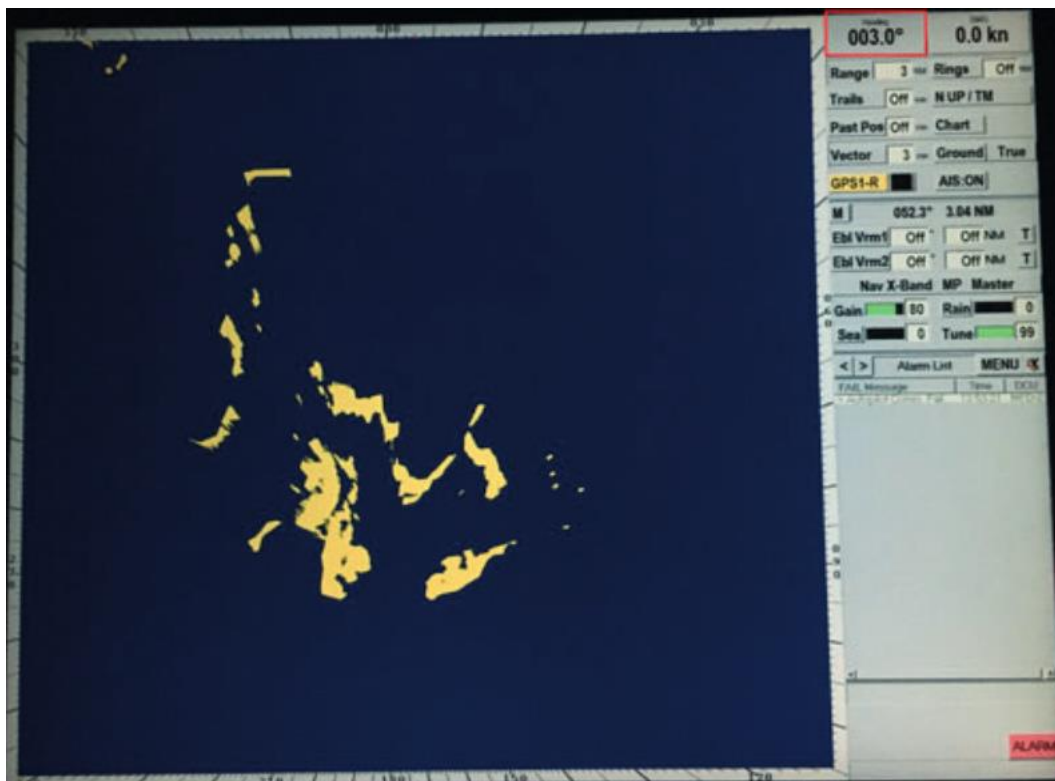 Heading
003.0°
0.0 kn
Range 3 Rings Off
Trails Off N UP / TM
Past Pos Off Chart
Vector 3 Ground True
GPS1-R AIS:ON
M 052.3° 3.04 NM
Ebl Vrm1 Off ° Off NM T
Ebl Vrm2 Off ° Off NM T
Nav X-Band MP Master
Gain 80 Rain 0
Sea 0 Tune 99
< > Alarm List MENU
FAIL Message Time DCU
ALARM